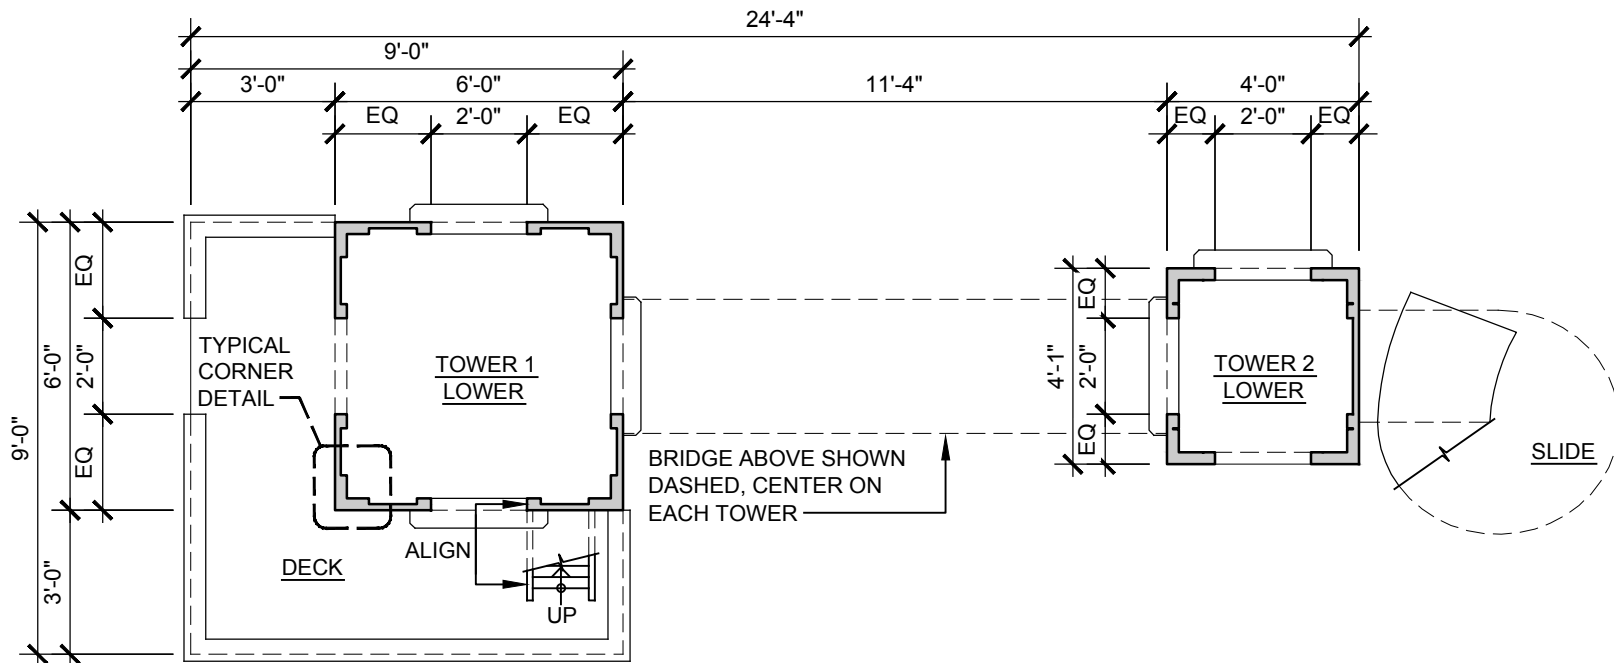 24'-4"
9'-0"
3'-0"
6'-0"
11'-4"
4'-0"
EQ
2'-0"
EQ
EQ
2'-0"
EQ
9'-0"
6'-0"
3'-0"
EQ
2'-0"
EQ
TYPICAL
CORNER
DETAIL
TOWER 1
LOWER
DECK
ALIGN
UP
BRIDGE ABOVE SHOWN
DASHED, CENTER ON
EACH TOWER
4'-1"
EQ
2'-0"
EQ
TOWER 2
LOWER
SLIDE